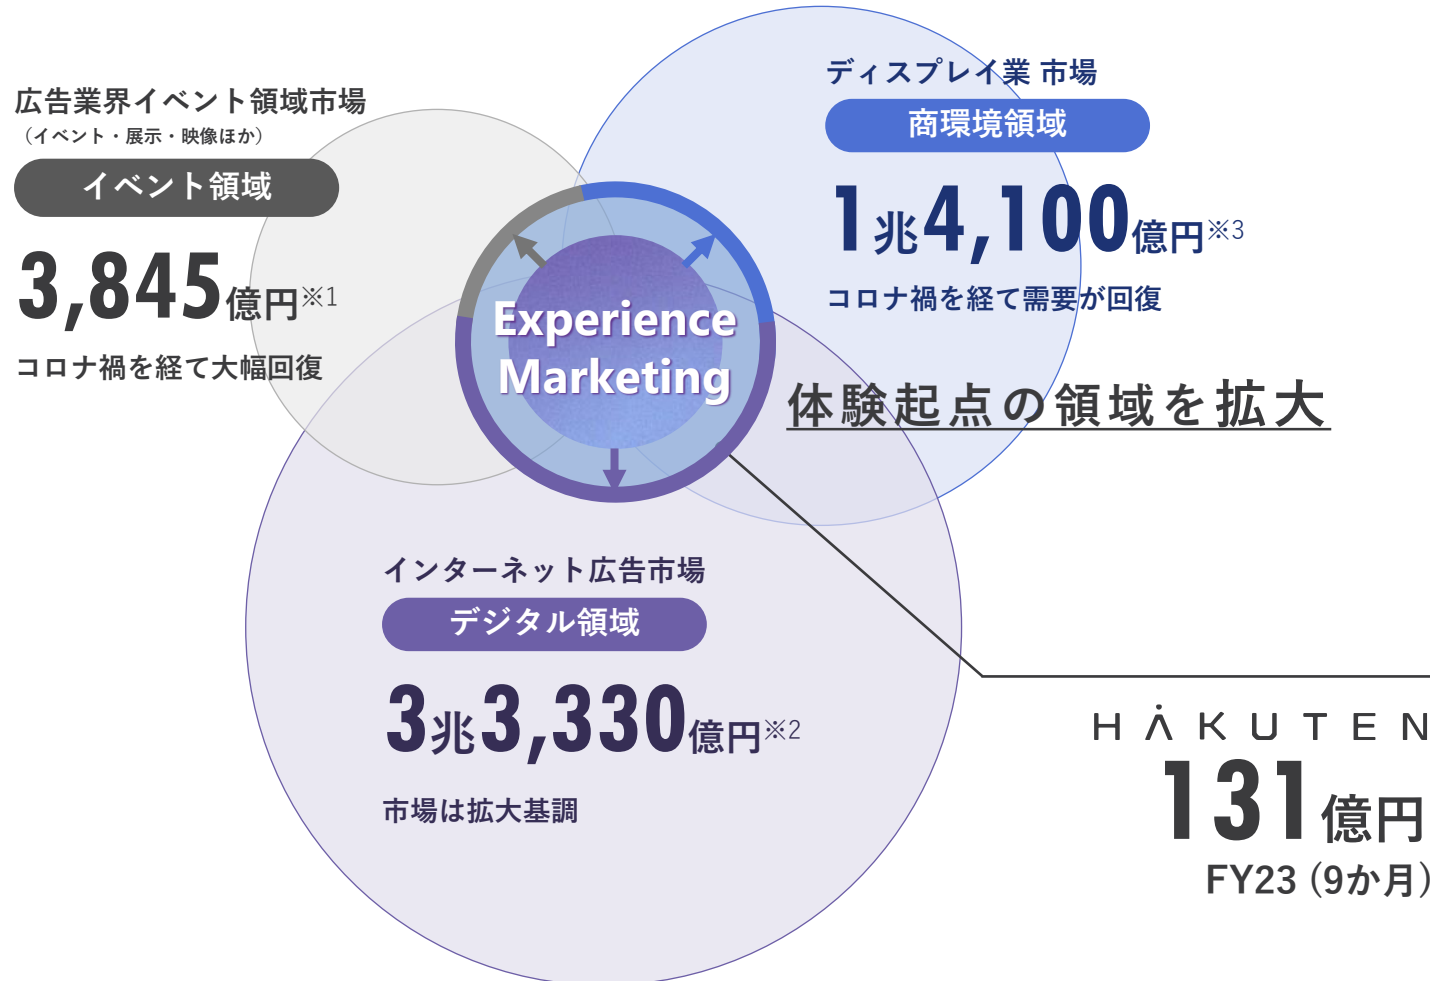 広告業界イベント領域市場
（イベント・展示・映像ほか）
イベント領域
3,845億円※1
コロナ禍を経て大幅回復
ディスプレイ業 市場
商環境領域
1兆4,100億円※3
コロナ禍を経て需要が回復
Experience
Marketing
体験起点の領域を拡大
インターネット広告市場
デジタル領域
3兆3,330億円※2
市場は拡大基調
HAKUTEN
131億円
FY23 (9か月)